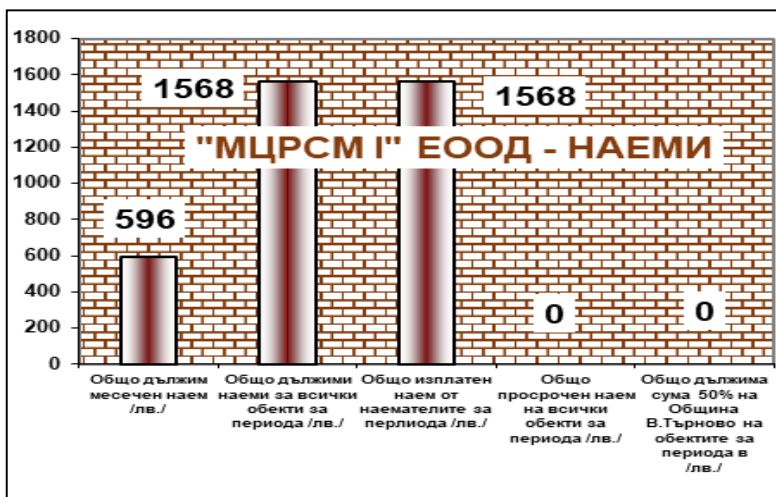 1800
1600
1400
1200
1000
800
600
400
200
0
596
1568
1568
0
0
"МЦРСМ I" ЕООД - НАЕМИ
Общо дължим
месечен наем
/лв./
Общо дължими
наеми за всички
обекти за
периода /лв./
Общо изплатен
наем от
наемателите за
перлиода /лв./
Общо
просрочен наем
на всички
обекти за
периода /лв./
Общо дължима
сума 50% на
Община
В.Търново на
обектите за
периода в
/лв./